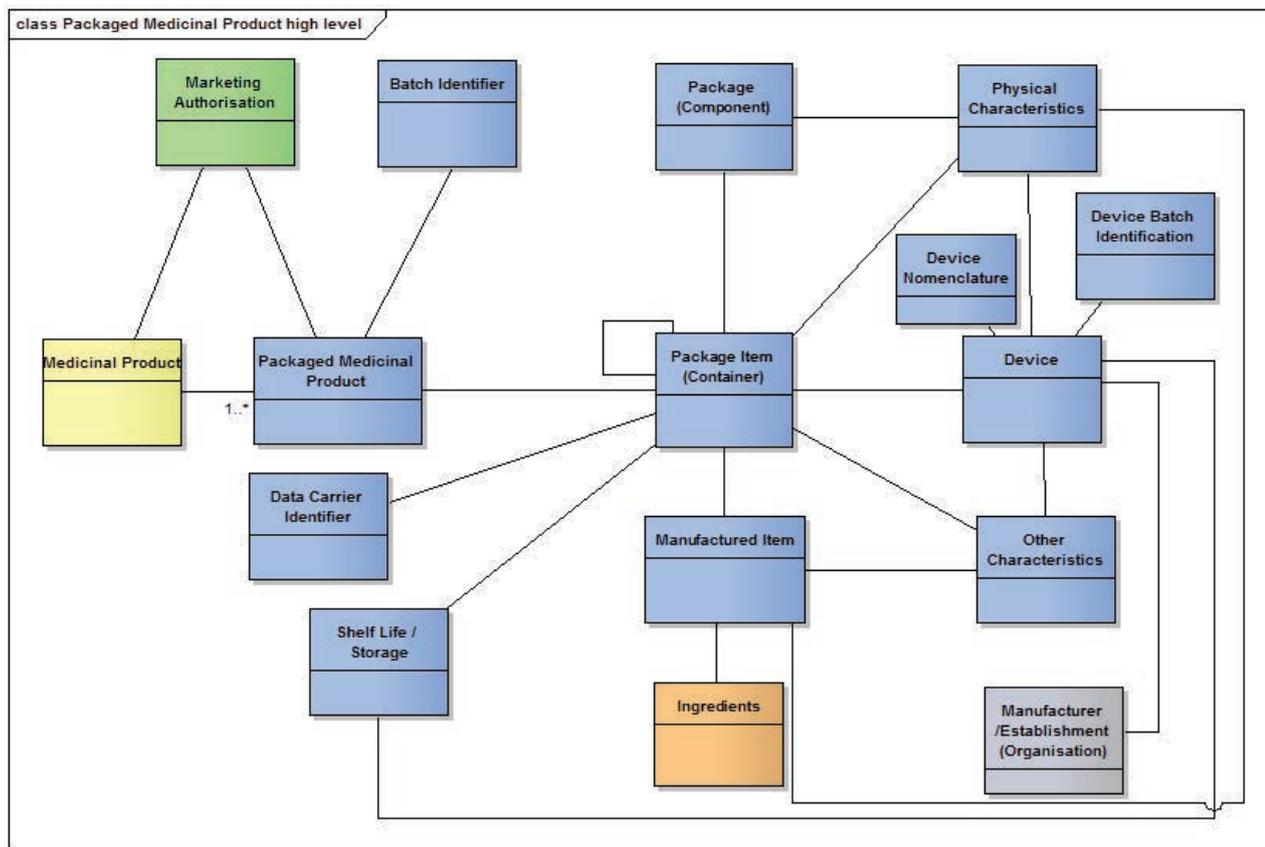 class Packaged Medicinal Product high level
Marketing
Authorisation
Batch Identifier
Package
(Component)
Physical
Characteristics
Device Batch
Identification
Device
Nomenclature
Medicinal Product
Packaged Medicinal
Product
1..*
Package Item
(Container)
Device
Data Carrier
Identifier
Manufactured Item
Other
Characteristics
Shelf Life /
Storage
Ingredients
Manufacturer
/Establishment
(Organisation)